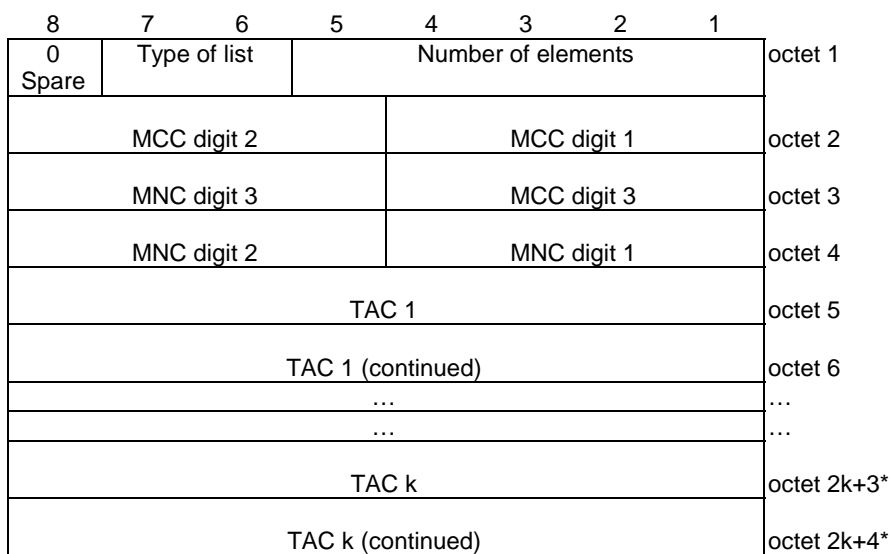 8 7 6 5 4 3 2 1
0 Type of list Number of elements octet 1
Spare
MCC digit 2 MCC digit 1 octet 2
MNC digit 3 MCC digit 3 octet 3
MNC digit 2 MNC digit 1 octet 4
TAC 1 octet 5
TAC 1 (continued) octet 6
… …
… …
TAC k octet 2k+3*
TAC k (continued) octet 2k+4*